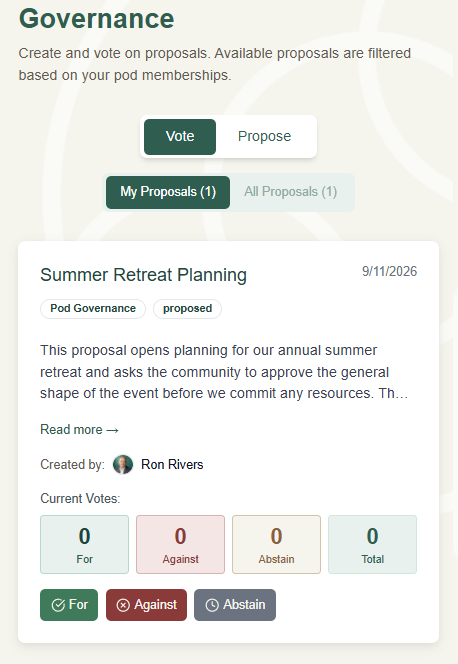 Governance
Create and vote on proposals. Available proposals are filtered
based on your pod memberships.
Vote
Propose
My Proposals (1)
All Proposals (1)
Summer Retreat Planning
9/11/2026
Pod Governance
proposed
This proposal opens planning for our annual summer
retreat and asks the community to approve the general
shape of the event before we commit any resources. Th…
Read more →
Created by:
Ron Rivers
Current Votes:
0
For
0
Against
0
Abstain
0
Total
For
Against
Abstain